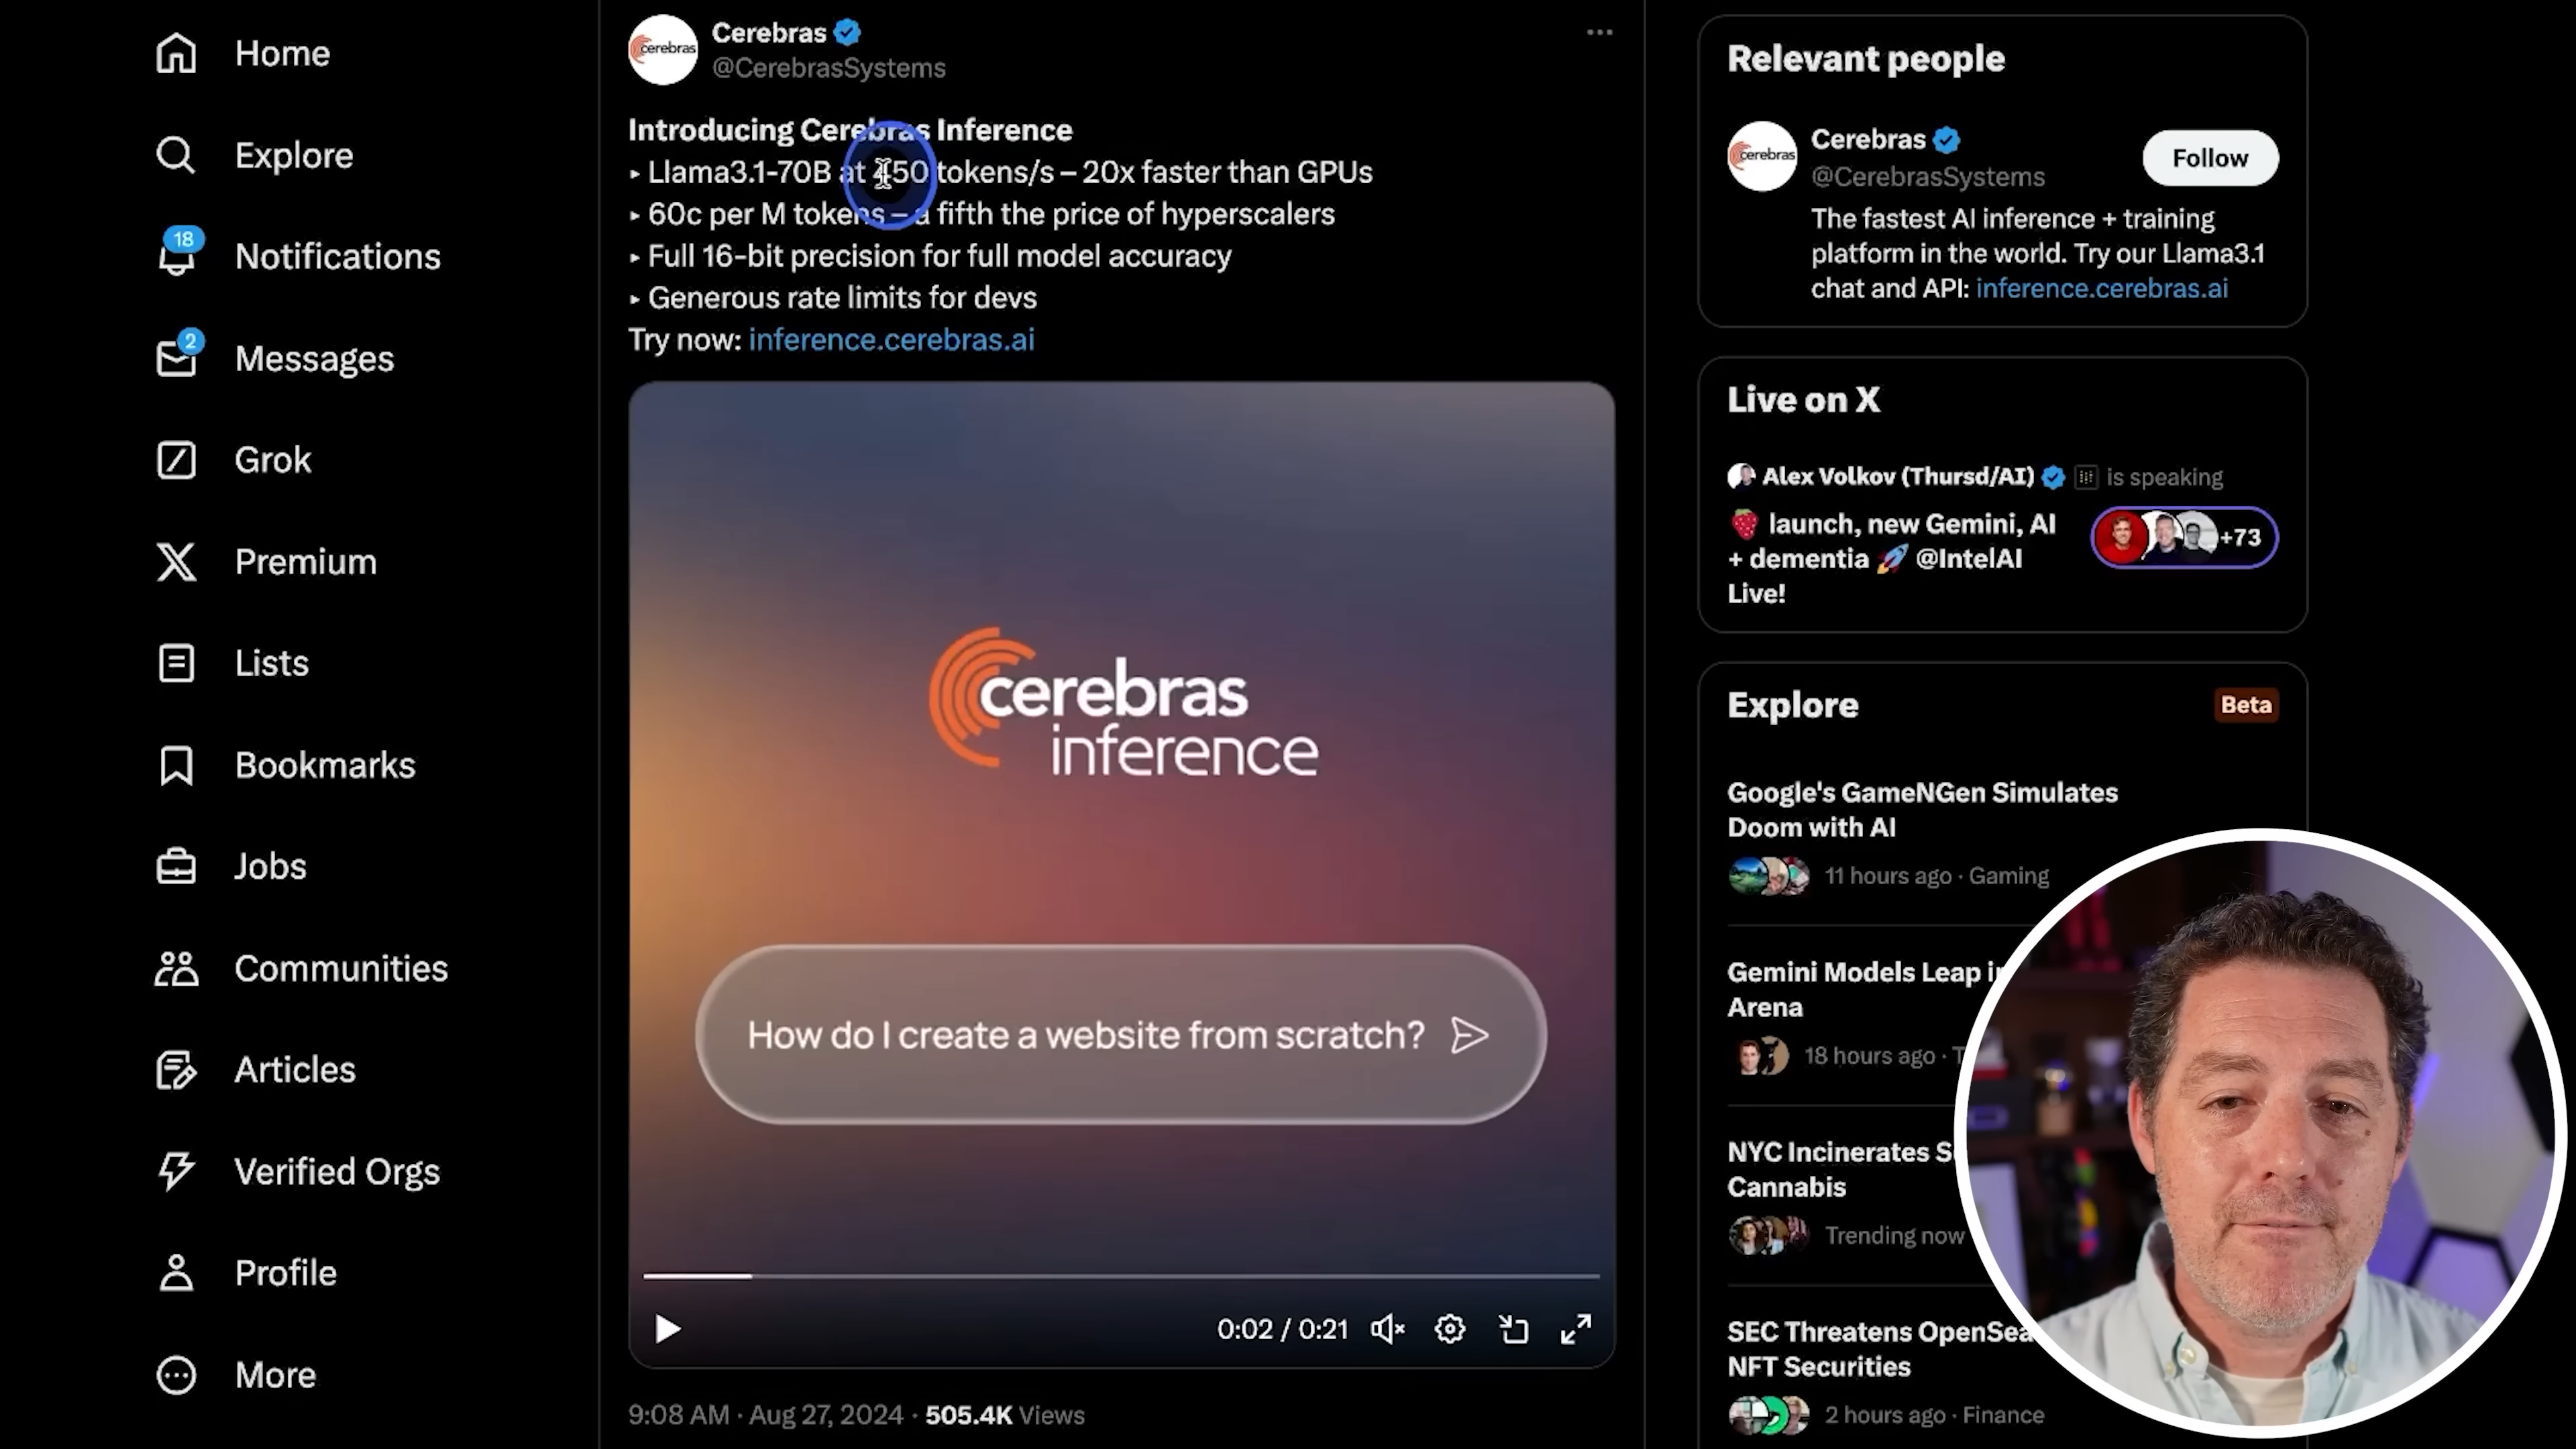 Home
Explore
18
Notifications
2
Messages
Grok
Premium
Lists
Bookmarks
Jobs
Communities
Articles
Verified Orgs
Profile
More
cerebras
Cerebras
@CerebrasSystems
Introducing Cerebras Inference
▸ Llama3.1-70B at 450 tokens/s – 20x faster than GPUs
▸ 60c per M tokens – a fifth the price of hyperscalers
▸ Full 16-bit precision for full model accuracy
▸ Generous rate limits for devs
Try now: inference.cerebras.ai
cerebras
inference
How do I create a website from scratch?
0:02 / 0:21
9:08 AM · Aug 27, 2024 · 505.4K Views
Relevant people
cerebras
Cerebras
@CerebrasSystems
Follow
The fastest AI inference + training
platform in the world. Try our Llama3.1
chat and API: inference.cerebras.ai
Live on X
Alex Volkov (Thursd/AI) is speaking
🍓 launch, new Gemini, AI
+ dementia 🚀 @IntelAI
Live!
+73
Explore
Beta
Google's GameNGen Simulates
Doom with AI
11 hours ago · Gaming
Gemini Models Leap
Arena
18 hours ago ·
NYC Incinerates
Cannabis
Trending now
SEC Threatens OpenSea
NFT Securities
2 hours ago · Finance